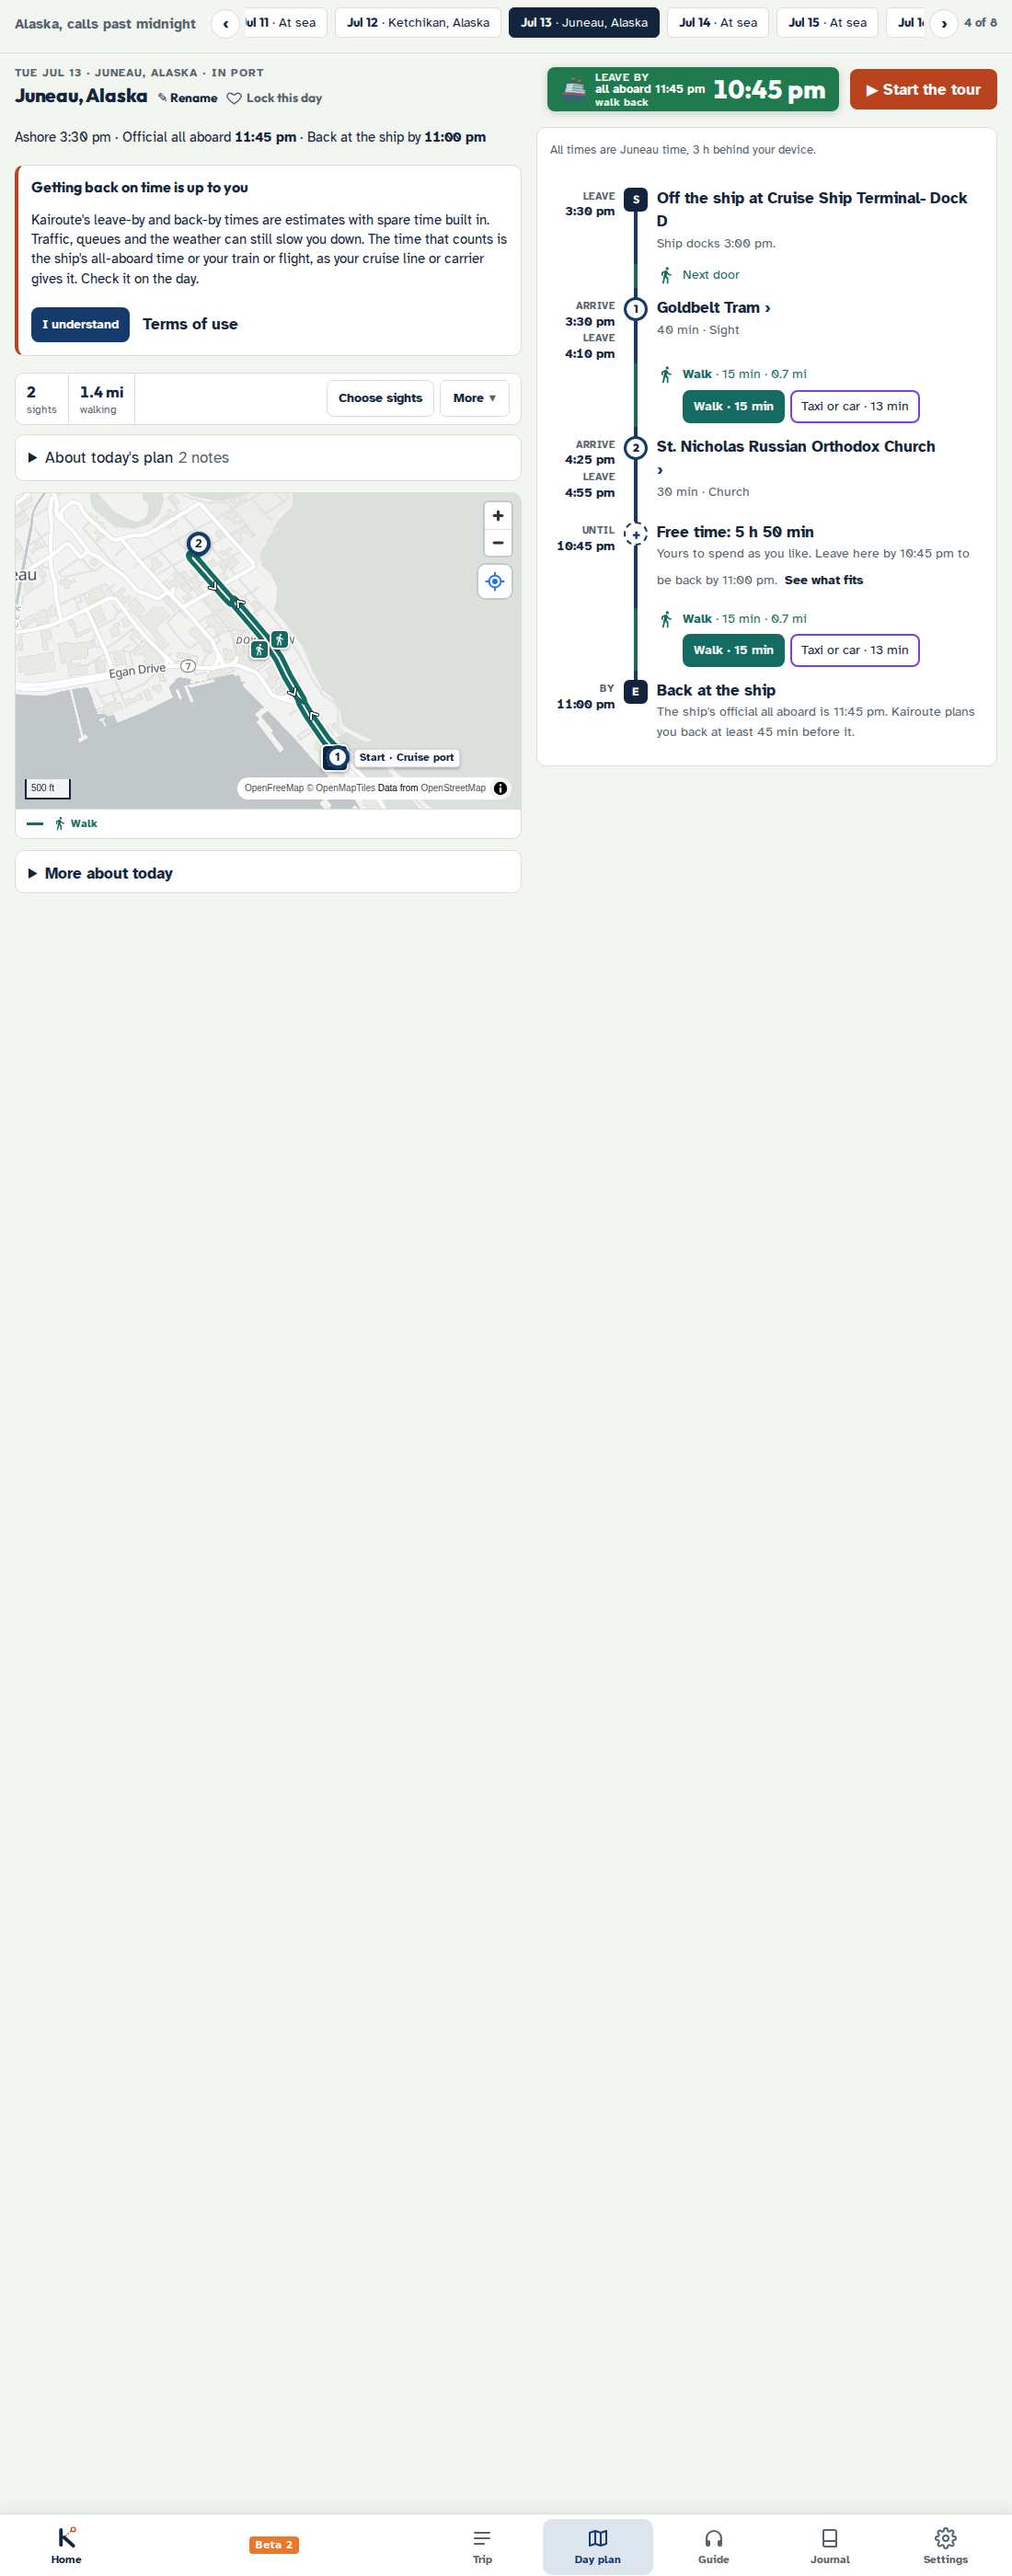 Alaska, calls past midnight
‹
Jul 11 · At sea
Jul 12 · Ketchikan, Alaska
Jul 13 · Juneau, Alaska
Jul 14 · At sea
Jul 15 · At sea
›
4 of 8
TUE JUL 13 · JUNEAU, ALASKA · IN PORT
Juneau, Alaska
✎ Rename
Lock this day
LEAVE BY
all aboard 11:45 pm
walk back
10:45 pm
▶ Start the tour
Ashore 3:30 pm · Official all aboard 11:45 pm · Back at the ship by 11:00 pm
Getting back on time is up to you
Kairoute's leave-by and back-by times are estimates with spare time built in.
Traffic, queues and the weather can still slow you down. The time that counts is
the ship's all-aboard time or your train or flight, as your cruise line or carrier
gives it. Check it on the day.
I understand
Terms of use
2
sights
1.4 mi
walking
Choose sights
More ▼
▶ About today's plan 2 notes
2
Egan Drive
7
1
Start · Cruise port
+
−
500 ft
OpenFreeMap © OpenMapTiles Data from OpenStreetMap
Walk
▶ More about today
All times are Juneau time, 3 h behind your device.
LEAVE
3:30 pm
S
Off the ship at Cruise Ship Terminal- Dock
D
Ship docks 3:00 pm.
Next door
ARRIVE
3:30 pm
LEAVE
4:10 pm
1
Goldbelt Tram ›
40 min · Sight
Walk · 15 min · 0.7 mi
Walk · 15 min
Taxi or car · 13 min
ARRIVE
4:25 pm
LEAVE
4:55 pm
2
St. Nicholas Russian Orthodox Church
›
30 min · Church
UNTIL
10:45 pm
+
Free time: 5 h 50 min
Yours to spend as you like. Leave here by 10:45 pm to
be back by 11:00 pm. See what fits
Walk · 15 min · 0.7 mi
Walk · 15 min
Taxi or car · 13 min
BY
11:00 pm
E
Back at the ship
The ship's official all aboard is 11:45 pm. Kairoute plans
you back at least 45 min before it.
Home
Beta 2
Trip
Day plan
Guide
Journal
Settings